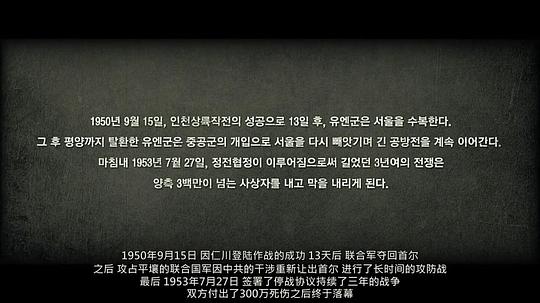 1950년 9월 15일, 인천상륙작전의 성공으로 13일 후, 유엔군은 서울을 수복한다.
그 후 평양까지 탈환한 유엔군은 중공군의 개입으로 서울을 다시 빼앗기며 긴 공방전을 계속 이어간다.
마침내 1953년 7월 27일, 정전협정이 이루어짐으로써 길었던 3년여의 전쟁은
양측 3백만이 넘는 사상자를 내고 막을 내리게 된다.
1950年9月15日 因仁川登陆作战的成功 13天后 联合军夺回首尔
之后 攻占平壤的联合国军因中共的干涉重新让出首尔 进行了长时间的攻防战
最后 1953年7月27日 签署了停战协议持续了三年的战争
双方付出了300万死伤之后终于落幕